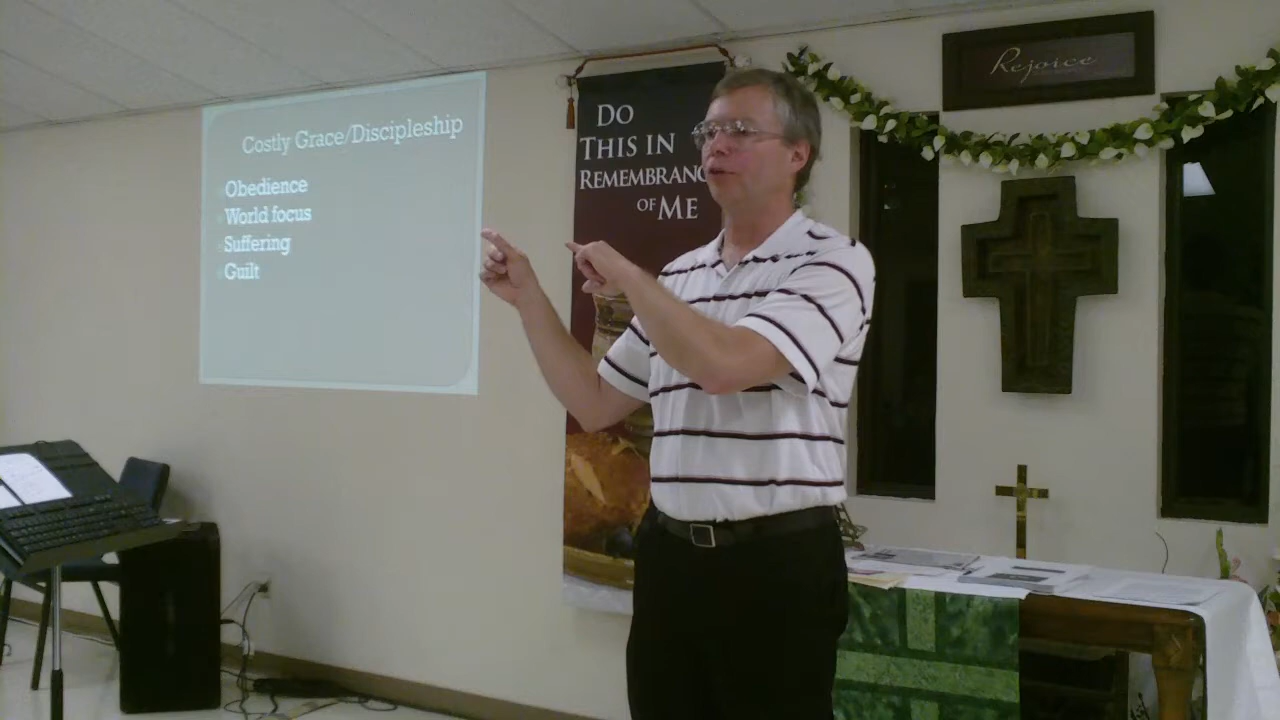 Costly Grace/Discipleship
Obedience
World focus
Suffering
Guilt
DO
THIS IN
REMEMBRANC
OF ME
Rejoice